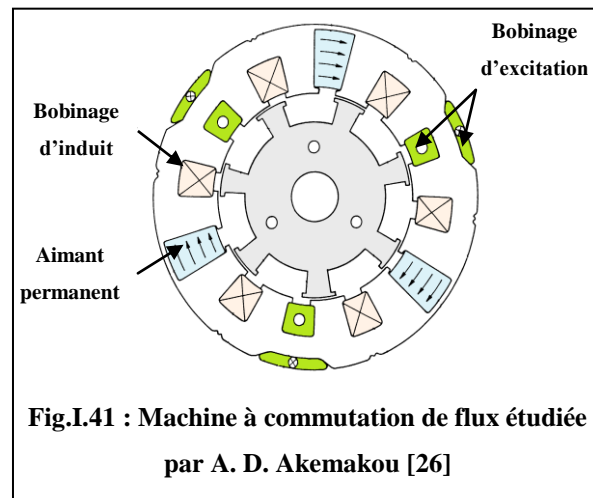 Bobinage
d'excitation
Bobinage
d'induit
Aimant
permanent
Fig.I.41 : Machine à commutation de flux étudiée
par A. D. Akemakou [26]